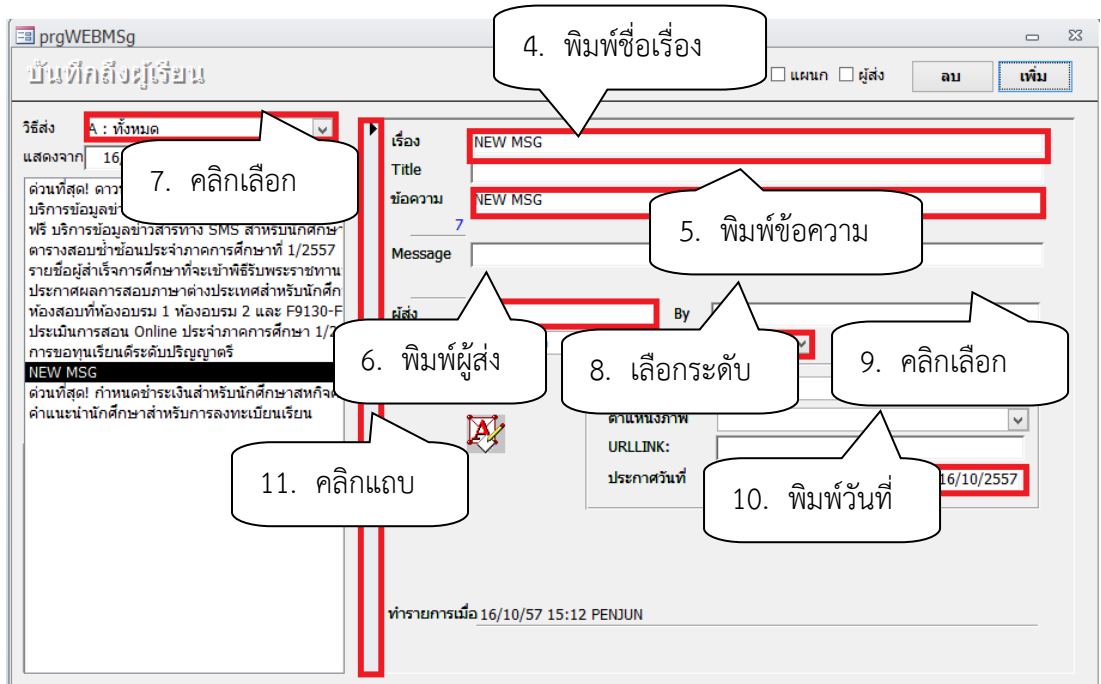 prgWEBMSg
4. พิมพ์ชื่อเรื่อง
บันทึกถึงผู้เรียน
แผนก ผู้ส่ง ลบ เพิ่ม
วิธีส่ง A : ทั้งหมด
แสดงจาก 16
7. คลิกเลือก
ด่วนที่สุด!
บริการข้อมูล
ฟรี บริการข้อมูลข่าวสารทาง SMS สำหรับนักศึกษา
ตารางสอบซ้ำซ้อนประจำภาคการศึกษาที่ 1/2557
รายชื่อผู้สำเร็จการศึกษาที่จะเข้าพิธีรับพระราชทาน
ประกาศผลการสอบภาษาต่างประเทศสำหรับนักศึก
ห้องสอบที่ห้องอบรม 1 ห้องอบรม 2 และ F9130-F
ประเมินการสอน Online ประจำภาคการศึกษา 1/2
การขอทุนเรียนดีระดับปริญญาตรี
NEW MSG
ด่วนที่สุด! กำหนดชำระเงินสำหรับนักศึกษาสหกิจ
คำแนะนำนักศึกษาสำหรับการลงทะเบียนเรียน
เรื่อง NEW MSG
Title
ข้อความ NEW MSG
7
5. พิมพ์ข้อความ
Message
ผู้ส่ง By
6. พิมพ์ผู้ส่ง
8. เลือกระดับ
9. คลิกเลือก
ตำแหน่งภาพ
URLLINK:
ประกาศวันที่ 16/10/2557
10. พิมพ์วันที่
11. คลิกแถบ
ทำรายการเมื่อ 16/10/57 15:12 PENJUN